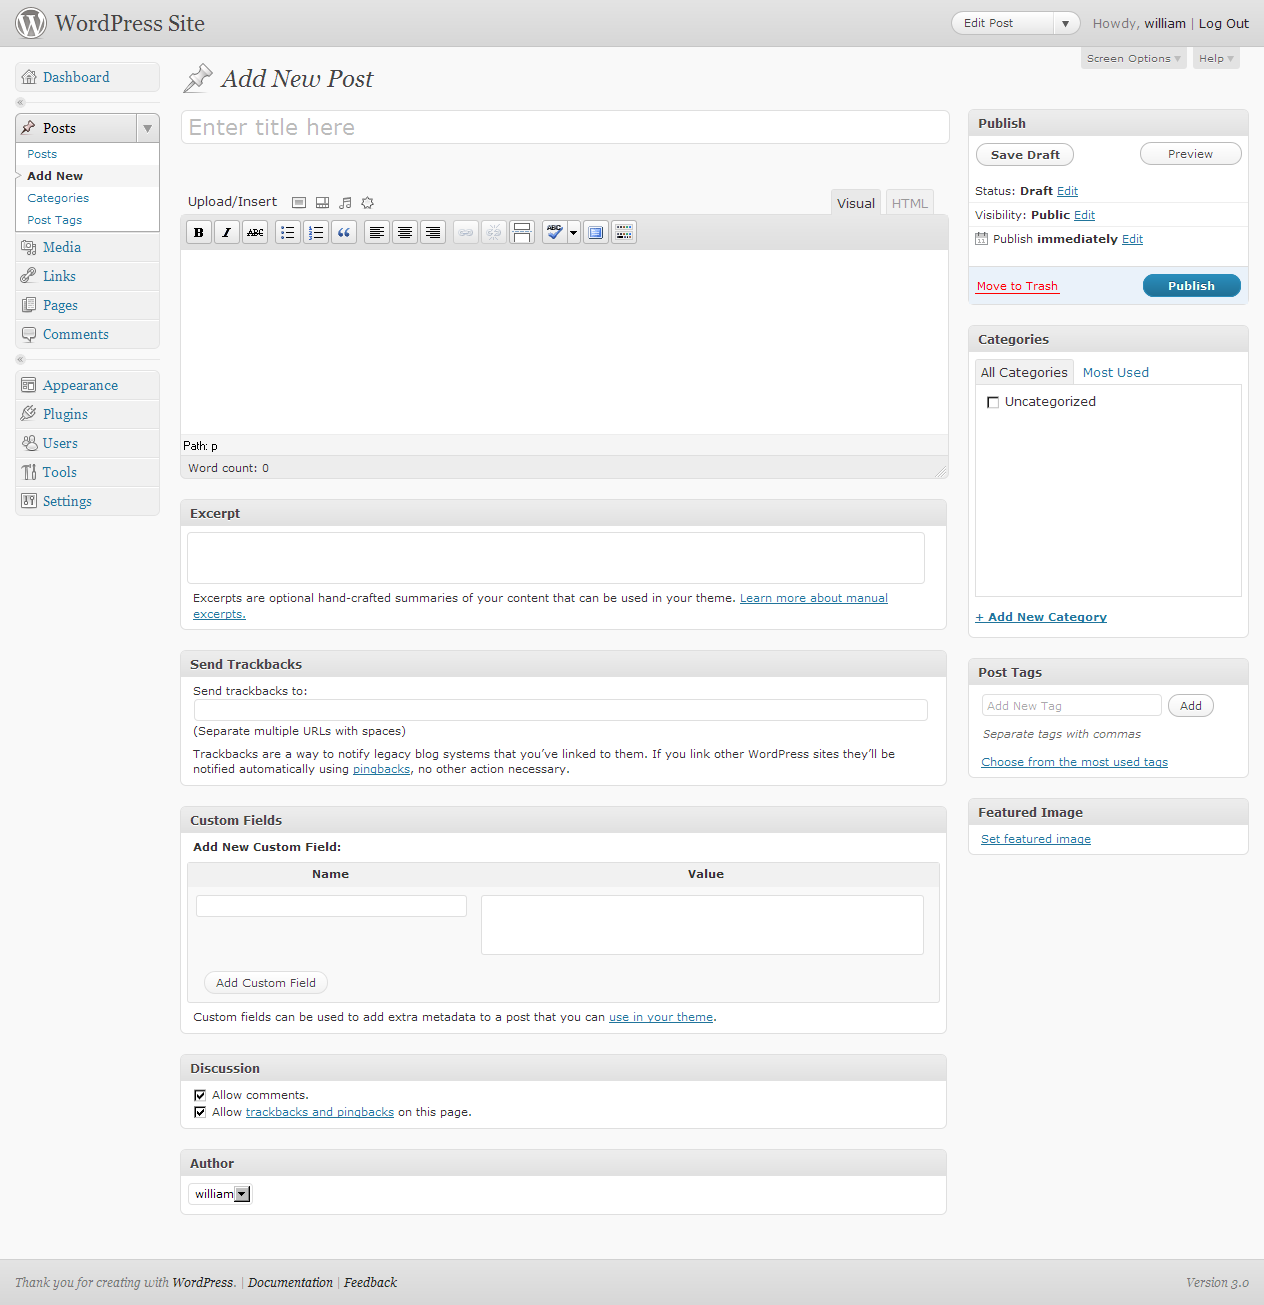 WordPress Site
Edit Post
Howdy, william | Log Out
Screen Options
Help
Dashboard
Posts
Posts
Add New
Categories
Post Tags
Media
Links
Pages
Comments
Appearance
Plugins
Users
Tools
Settings
Add New Post
Enter title here
Upload/Insert
Visual
HTML
B I ABC
ABC
Path: p
Word count: 0
Excerpt
Excerpts are optional hand-crafted summaries of your content that can be used in your theme. Learn more about manual
excerpts.
Send Trackbacks
Send trackbacks to:
(Separate multiple URLs with spaces)
Trackbacks are a way to notify legacy blog systems that you’ve linked to them. If you link other WordPress sites they’ll be
notified automatically using pingbacks, no other action necessary.
Custom Fields
Add New Custom Field:
Name
Value
Add Custom Field
Custom fields can be used to add extra metadata to a post that you can use in your theme.
Discussion
Allow comments.
Allow trackbacks and pingbacks on this page.
Author
william
Publish
Save Draft
Preview
Status: Draft Edit
Visibility: Public Edit
Publish immediately Edit
Move to Trash
Publish
Categories
All Categories
Most Used
Uncategorized
+ Add New Category
Post Tags
Add New Tag
Add
Separate tags with commas
Choose from the most used tags
Featured Image
Set featured image
Thank you for creating with WordPress. | Documentation | Feedback
Version 3.0